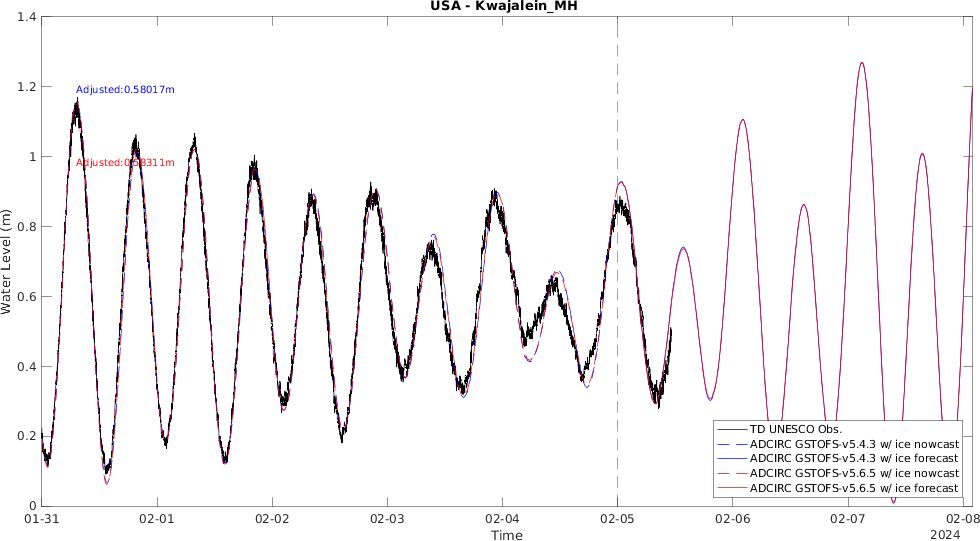 USA - Kwajalein_MH
Water Level (m)
1.4
1.2
1
0.8
0.6
0.4
0.2
0
Adjusted:0.58017m
Adjusted:0.58311m
TD UNESCO Obs.
ADCIRC GSTOFS-v5.4.3 w/ ice nowcast
ADCIRC GSTOFS-v5.4.3 w/ ice forecast
ADCIRC GSTOFS-v5.6.5 w/ ice nowcast
ADCIRC GSTOFS-v5.6.5 w/ ice forecast
01-31 02-01 02-02 02-03 02-04 02-05 02-06 02-07 02-08
2024
Time